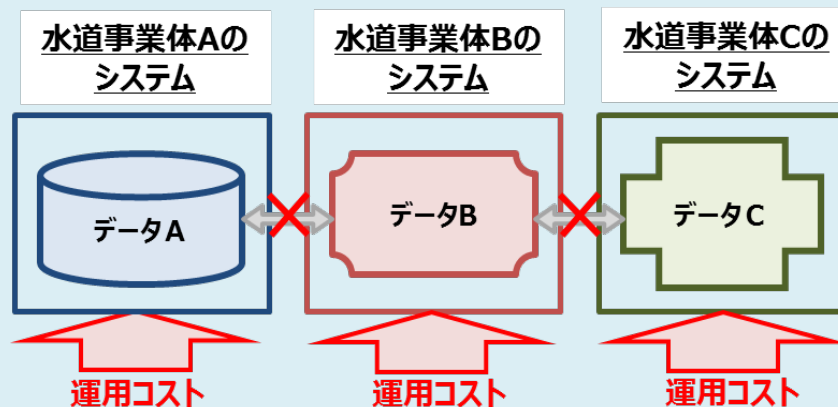 水道事業体Aの
システム
水道事業体Bの
システム
水道事業体Cの
システム
データA
データB
データC
運用コスト
運用コスト
運用コスト